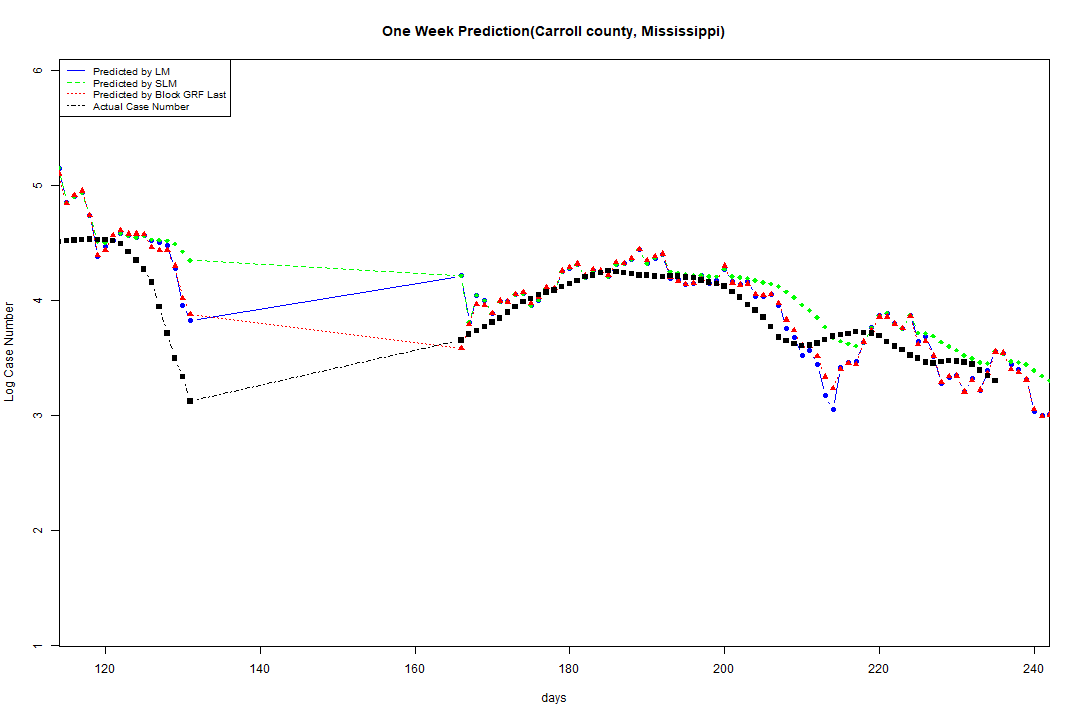 One Week Prediction(Carroll county, Mississippi)
Predicted by LM
Predicted by SLM
Predicted by Block GRF Last
Actual Case Number
6
5
4
3
2
1
Log Case Number
120 140 160 180 200 220 240
days